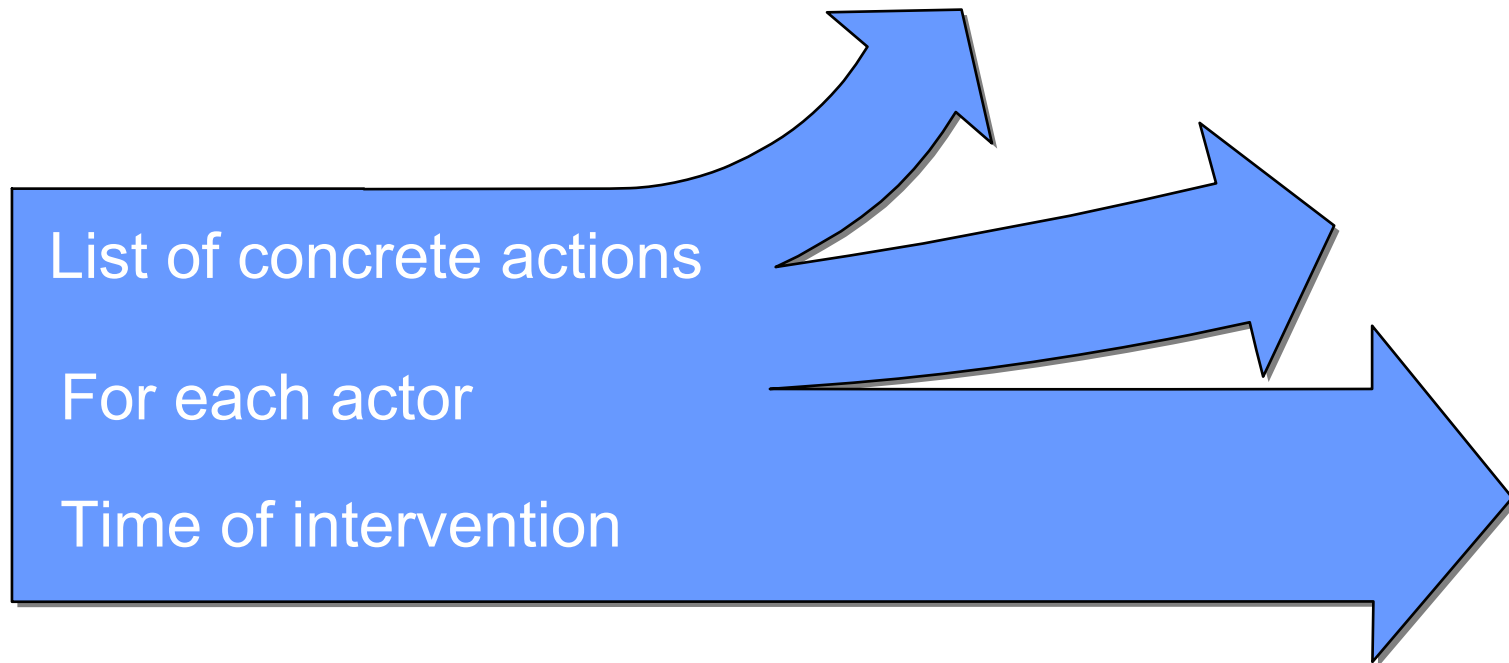 List of concrete actions
For each actor
Time of intervention